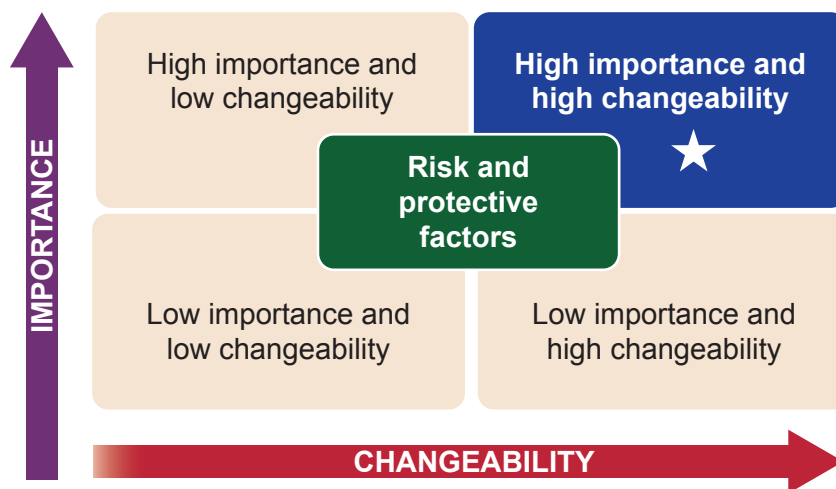 High importance and
low changeability
High importance and
high changeability
Risk and
protective
factors
IMPORTANCE
Low importance and
low changeability
Low importance and
high changeability
CHANGEABILITY